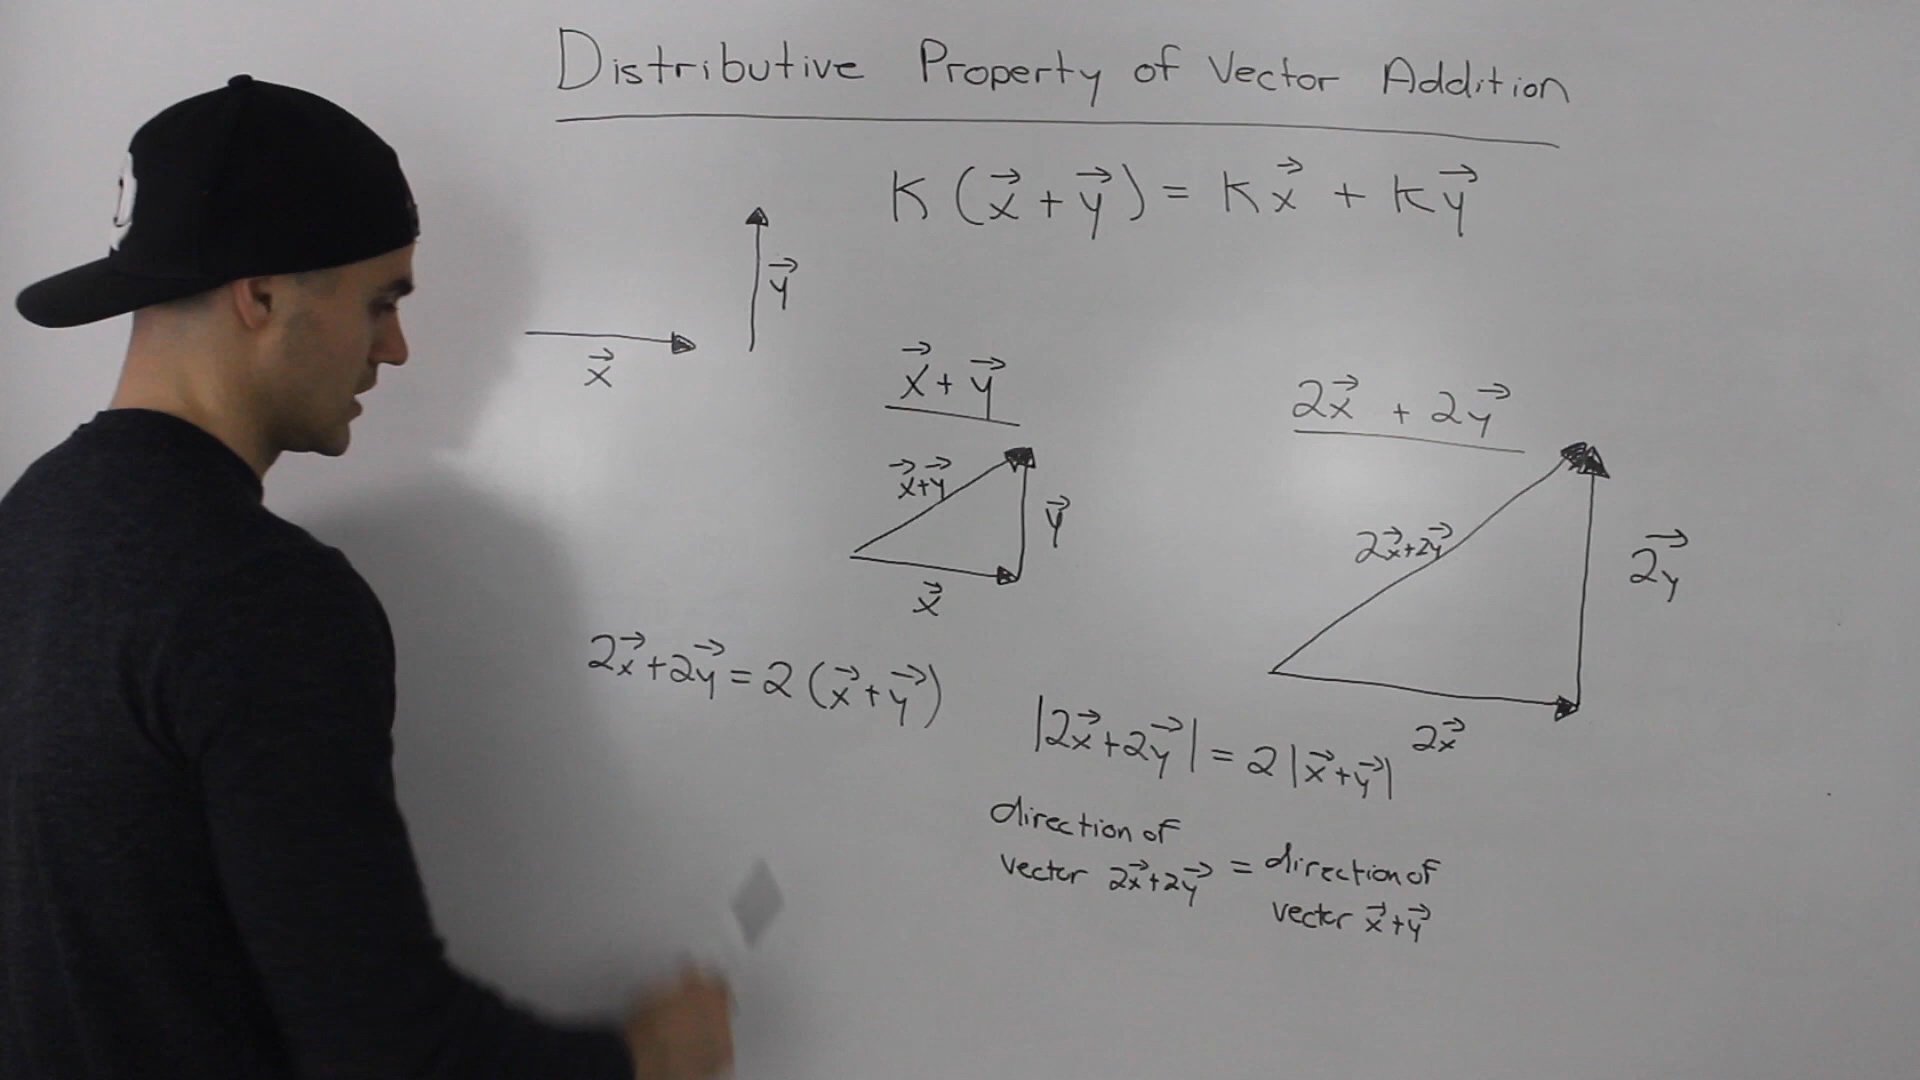 Distributive Property of Vector Addition
K(x⃗+y⃗) = Kx⃗ + Ky⃗
y⃗
x⃗
x⃗+y⃗
x⃗+y⃗
y⃗
x⃗
2x⃗ + 2y⃗
2x⃗+2y⃗
2y⃗
2x⃗
2x⃗+2y⃗=2(x⃗+y⃗)
|2x⃗+2y⃗|=2|x⃗+y⃗|
direction of
vector 2x⃗+2y⃗ = direction of
vector x⃗+y⃗